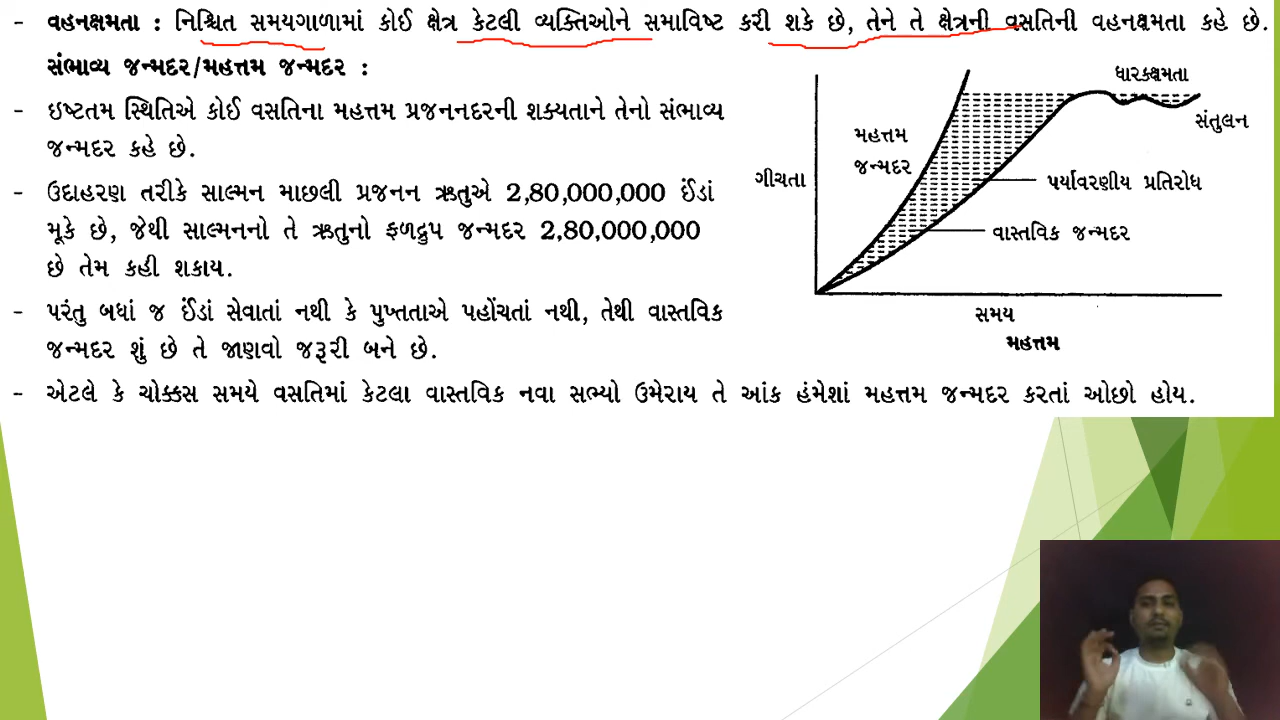 - વહનક્ષમતા : નિશ્ચિત સમયગાળામાં કોઈ ક્ષેત્ર કેટલી વ્યક્તિઓને સમાવિષ્ટ કરી શકે છે, તેને તે ક્ષેત્રની વસતિની વહનક્ષમતા કહે છે.
સંભાવ્ય જન્મદર/મહત્તમ જન્મદર :
- ઇષ્ટતમ સ્થિતિએ કોઈ વસતિના મહત્તમ પ્રજનનદરની શક્યતાને તેનો સંભાવ્ય
જન્મદર કહે છે.
- ઉદાહરણ તરીકે સાલ્મન માછલી પ્રજનન ઋતુએ 2,80,000,000 ઈંડાં
મૂકે છે, જેથી સાલ્મનનો તે ઋતુનો ફળદ્રુપ જન્મદર 2,80,000,000
છે તેમ કહી શકાય.
- પરંતુ બધાં જ ઈંડાં સેવાતાં નથી કે પુખ્તતાએ પહોંચતાં નથી, તેથી વાસ્તવિક
જન્મદર શું છે તે જાણવો જરૂરી બને છે.
- એટલે કે ચોક્કસ સમયે વસતિમાં કેટલા વાસ્તવિક નવા સભ્યો ઉમેરાય તે આંક હંમેશાં મહત્તમ જન્મદર કરતાં ઓછો હોય.
ધારકક્ષમતા
સંતુલન
મહત્તમ
જન્મદર
ગીચતા
પર્યાવરણીય પ્રતિરોધ
વાસ્તવિક જન્મદર
સમય
મહત્તમ